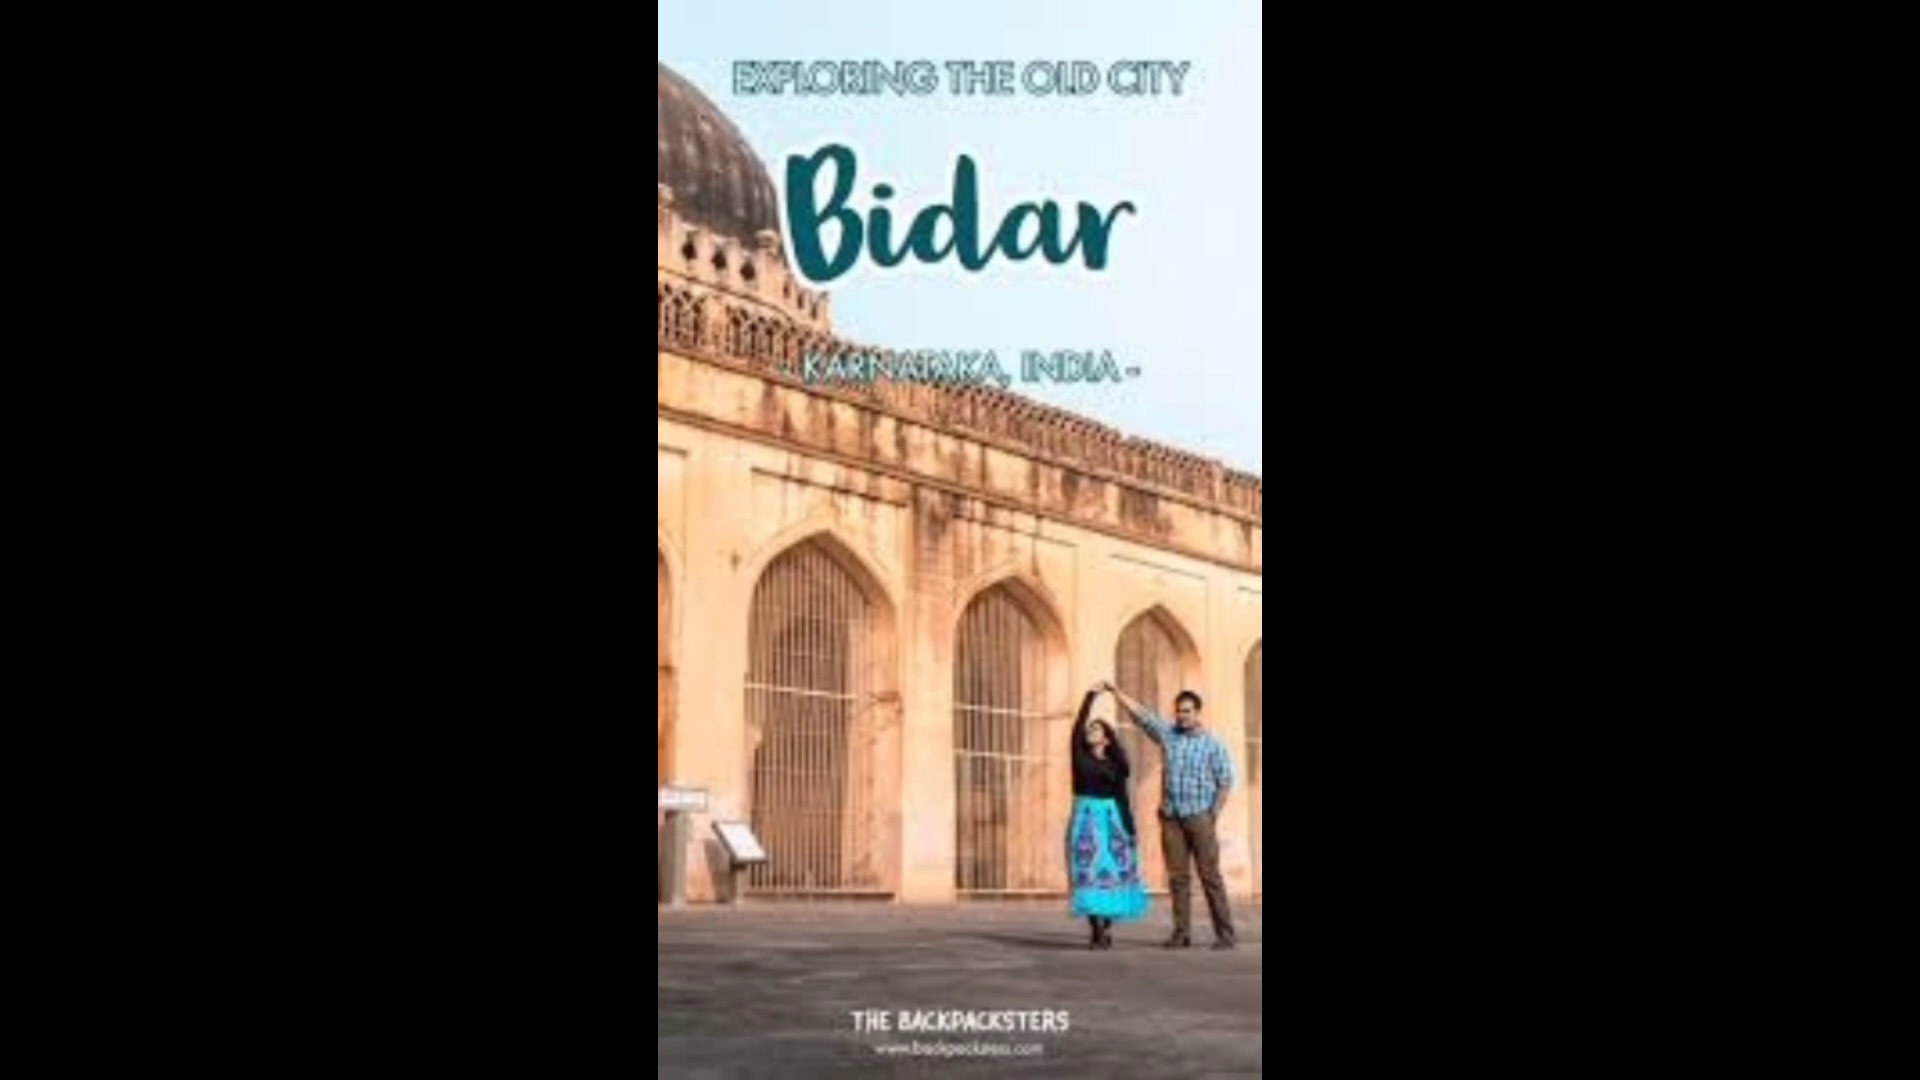 EXPLORING THE OLD CITY
Bidar
- KARNATAKA, INDIA -
THE BACKPACKSTERS
www.backpacksters.com